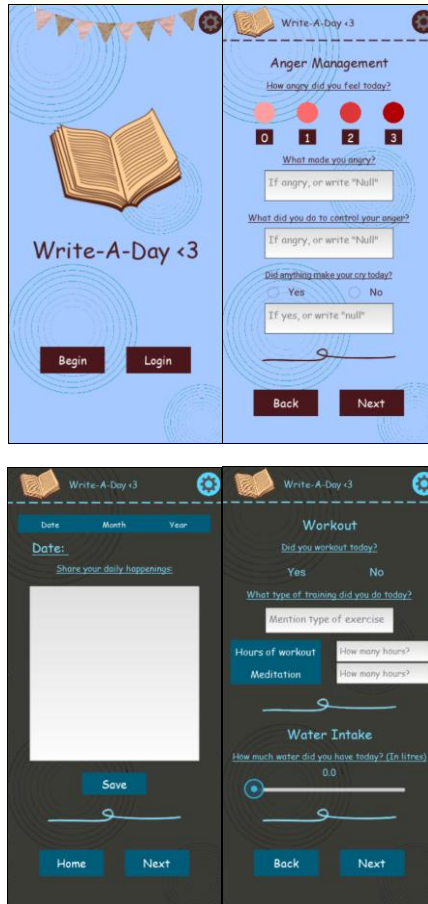 Write-A-Day <3
Begin
Login
Write-A-Day <3
Anger Management
How angry did you feel today?
0 1 2 3
What made you angry?
If angry, or write "Null"
What did you do to control your anger?
If angry, or write "Null"
Did anything make your cry today?
Yes No
If yes, or write "null"
Back Next
Write-A-Day <3
Date Month Year
Date:
Share your daily happenings:
Save
Home Next
Write-A-Day <3
Workout
Did you workout today?
Yes No
What type of training did you do today?
Mention type of exercise
Hours of workout How many hours?
Meditation How many hours?
Water Intake
How much water did you have today? (In litres)
0.0
Back Next